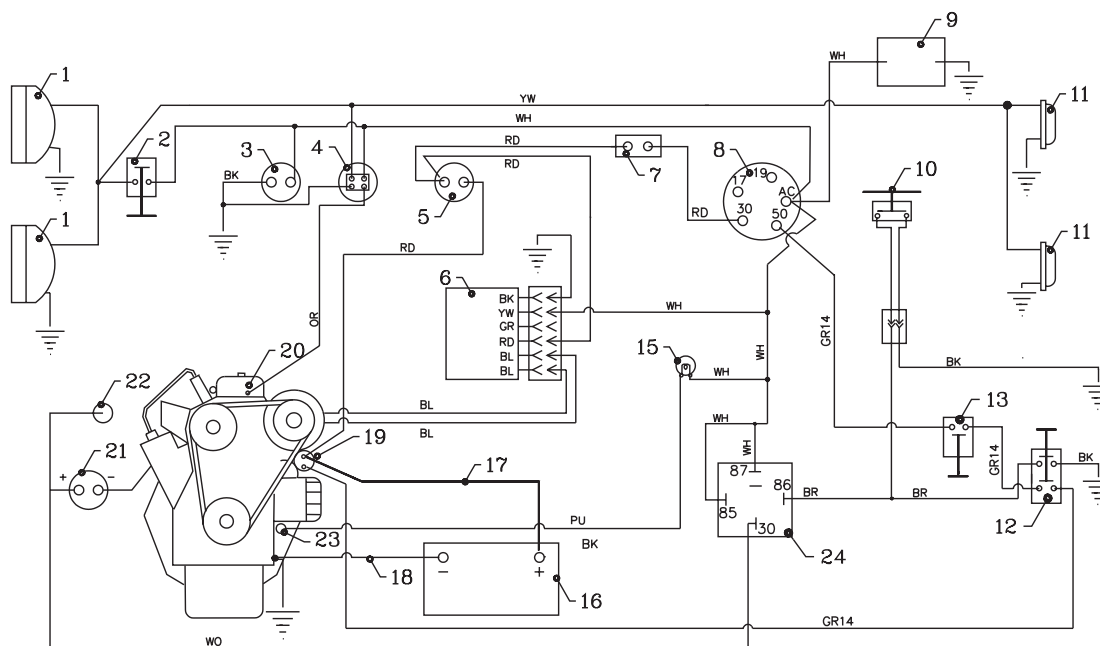 9
1
WH
YW
11
2
WH
3
4
RD
8
RD
19
17
7
BK
AC
10
5
30
50
RD
1
11
RD
6
BK
YW
WH
GR
OR
RD
GR14
WH
BL
15
20
BL
WH
BK
22
BL
13
WH
BL
19
GR14
BK
21
WH
17
+
-
87
86
BR
BR
85
12
PU
30
23
BK
24
18
-
+
16
GR14
WO